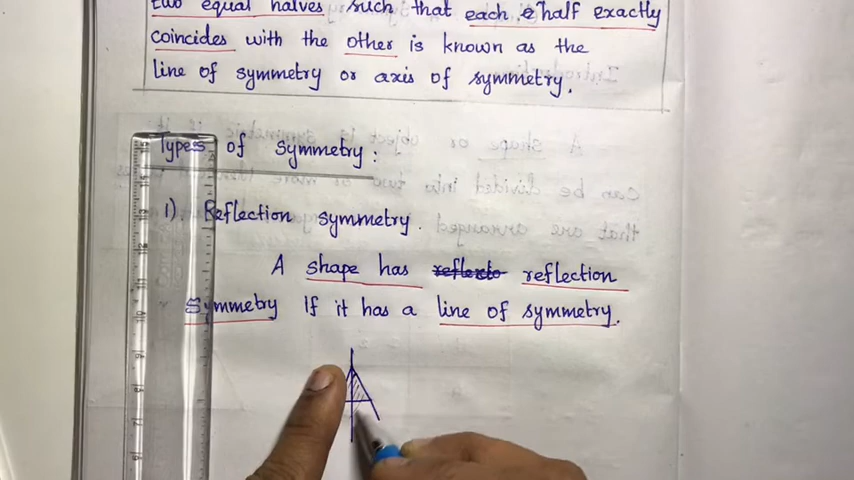 two equal halves such that each half exactly
coincides with the other is known as the
line of symmetry or axis of symmetry.
Types of symmetry:
1) Reflection symmetry.
A shape has reflection
symmetry If it has a line of symmetry.
A